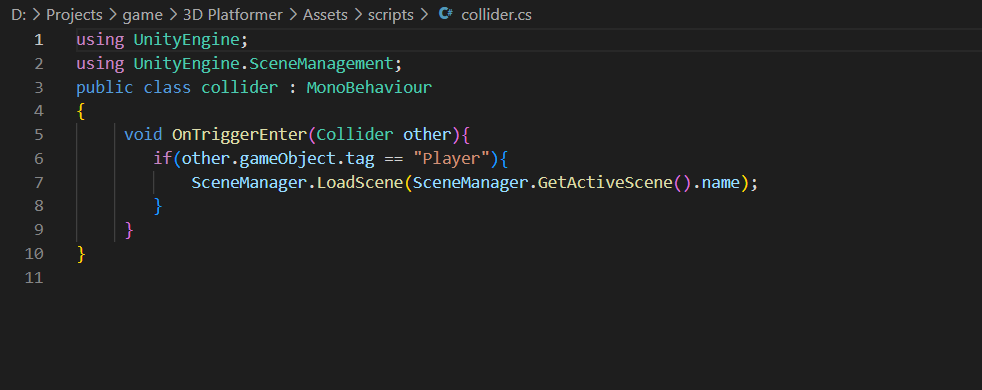 D: > Projects > game > 3D Platformer > Assets > scripts > C# collider.cs
1 using UnityEngine;
2 using UnityEngine.SceneManagement;
3 public class collider : MonoBehaviour
4 {
5 void OnTriggerEnter(Collider other){
6 if(other.gameObject.tag == "Player"){
7 SceneManager.LoadScene(SceneManager.GetActiveScene().name);
8 }
9 }
10 }
11